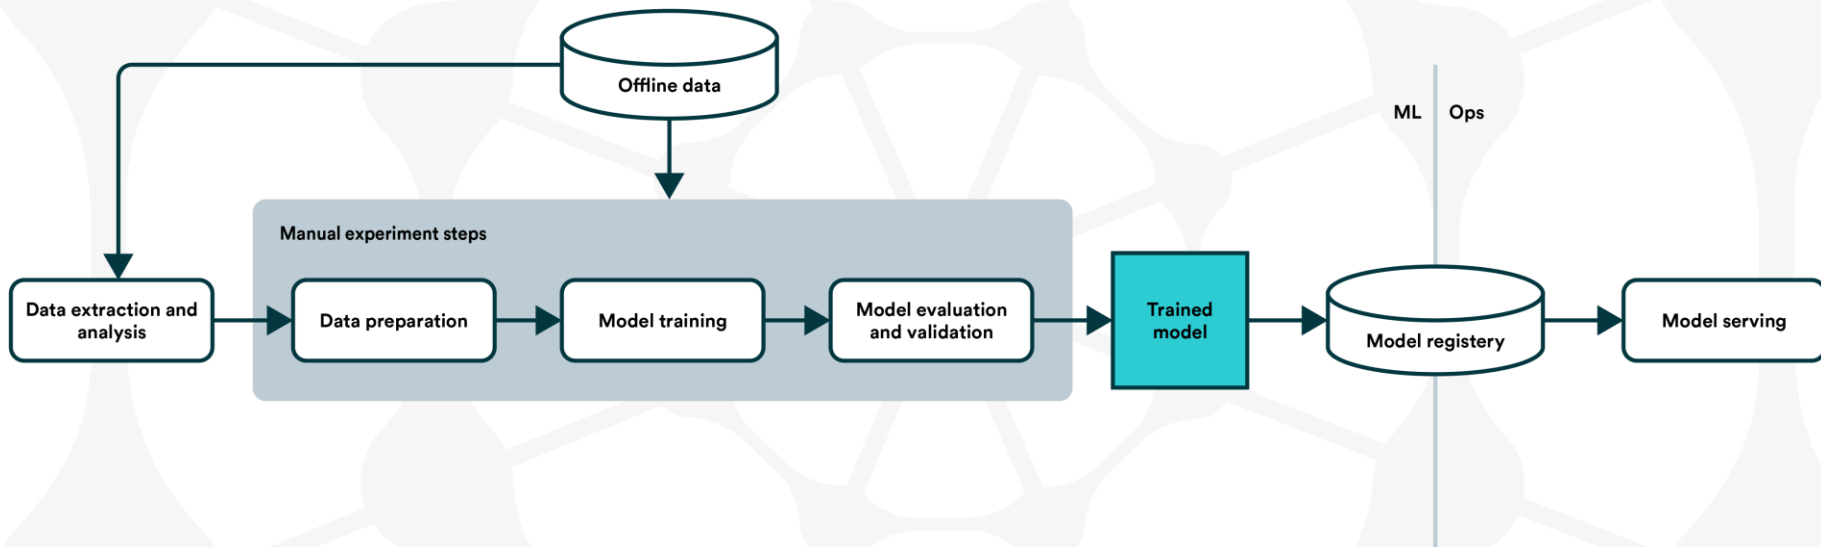 Offline data
ML
Ops
Manual experiment steps
Data extraction and
analysis
Data preparation
Model training
Model evaluation
and validation
Trained
model
Model registery
Model serving